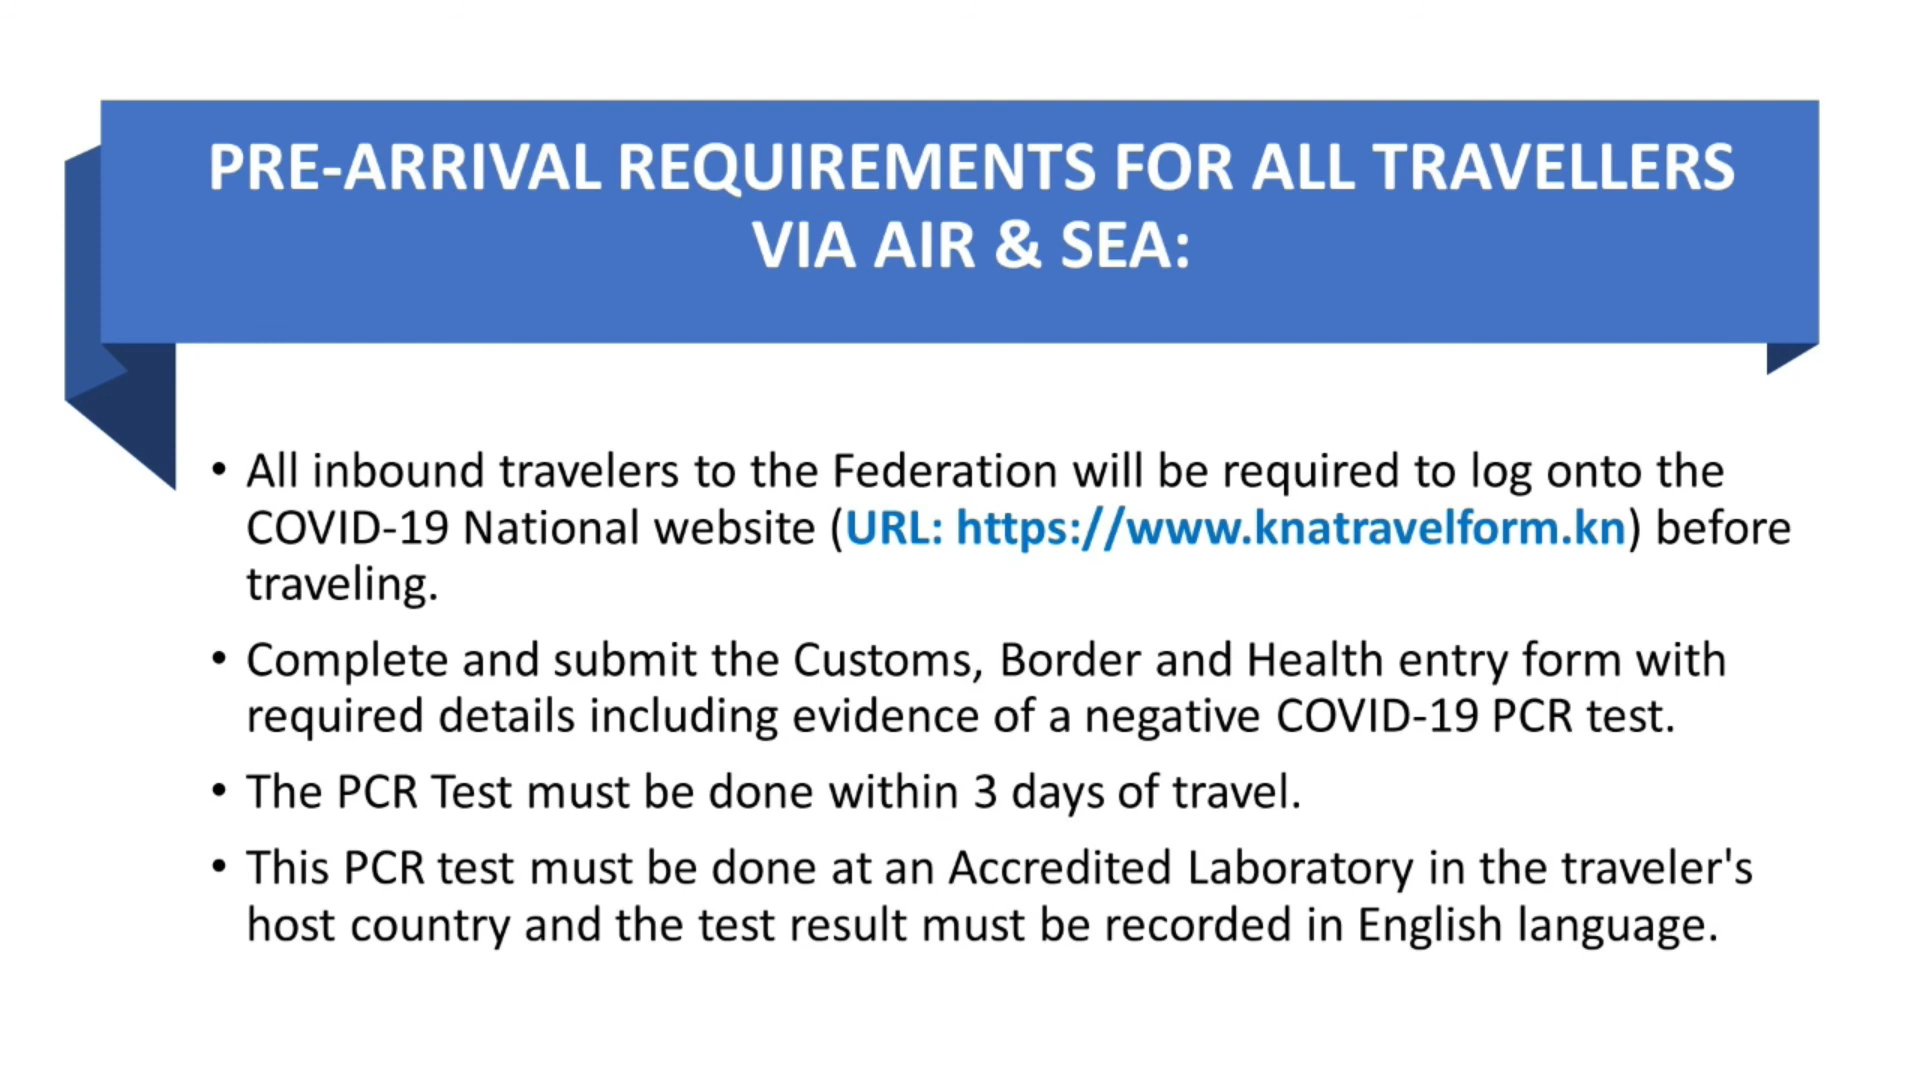 PRE-ARRIVAL REQUIREMENTS FOR ALL TRAVELLERS
VIA AIR & SEA:
• All inbound travelers to the Federation will be required to log onto the
COVID-19 National website (URL: https://www.knatravelform.kn) before
traveling.
• Complete and submit the Customs, Border and Health entry form with
required details including evidence of a negative COVID-19 PCR test.
• The PCR Test must be done within 3 days of travel.
• This PCR test must be done at an Accredited Laboratory in the traveler's
host country and the test result must be recorded in English language.